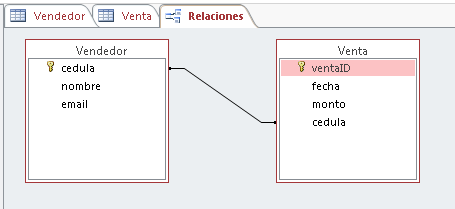 Vendedor
Venta
Relaciones
Vendedor
cedula
nombre
email
Venta
ventaID
fecha
monto
cedula